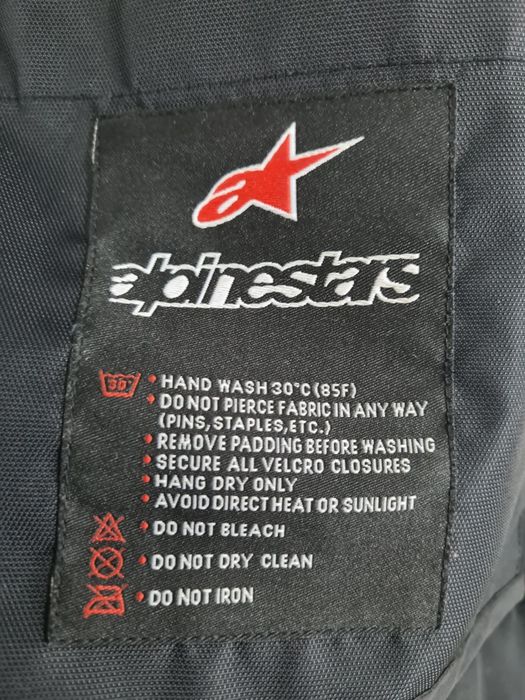 alpinestars
30° • HAND WASH 30°C (85F)
• DO NOT PIERCE FABRIC IN ANY WAY
(PINS, STAPLES, ETC.)
• REMOVE PADDING BEFORE WASHING
• SECURE ALL VELCRO CLOSURES
• HANG DRY ONLY
• AVOID DIRECT HEAT OR SUNLIGHT
• DO NOT BLEACH
• DO NOT DRY CLEAN
• DO NOT IRON